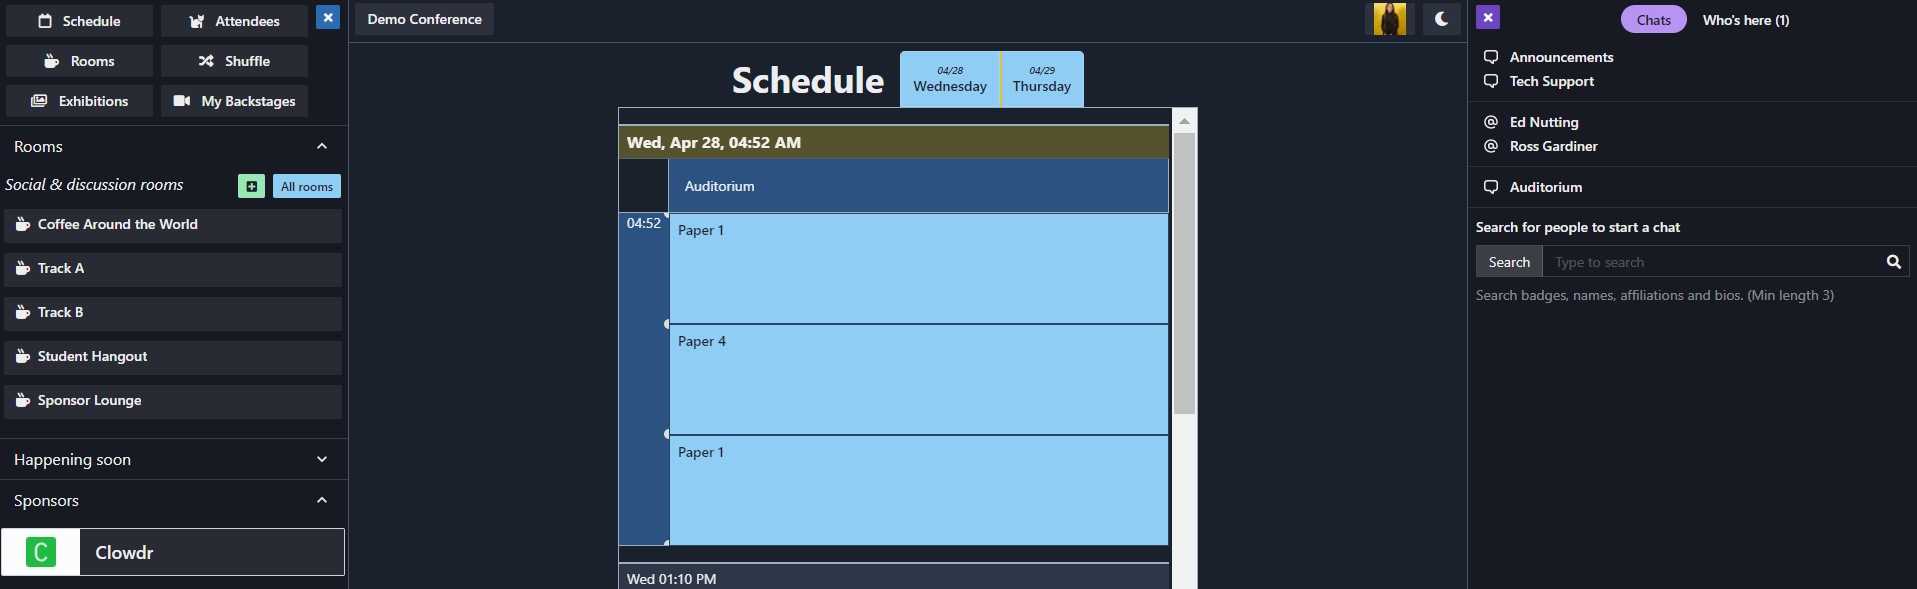 Schedule
Attendees
Rooms
Shuffle
Exhibitions
My Backstages
Rooms
Social & discussion rooms
All rooms
Coffee Around the World
Track A
Track B
Student Hangout
Sponsor Lounge
Happening soon
Sponsors
C
Clowdr
Demo Conference
Schedule
04/28
Wednesday
04/29
Thursday
Wed, Apr 28, 04:52 AM
Auditorium
04:52
Paper 1
Paper 4
Paper 1
Wed 01:10 PM
Chats
Who's here (1)
Announcements
Tech Support
@ Ed Nutting
@ Ross Gardiner
Auditorium
Search for people to start a chat
Search
Type to search
Search badges, names, affiliations and bios. (Min length 3)